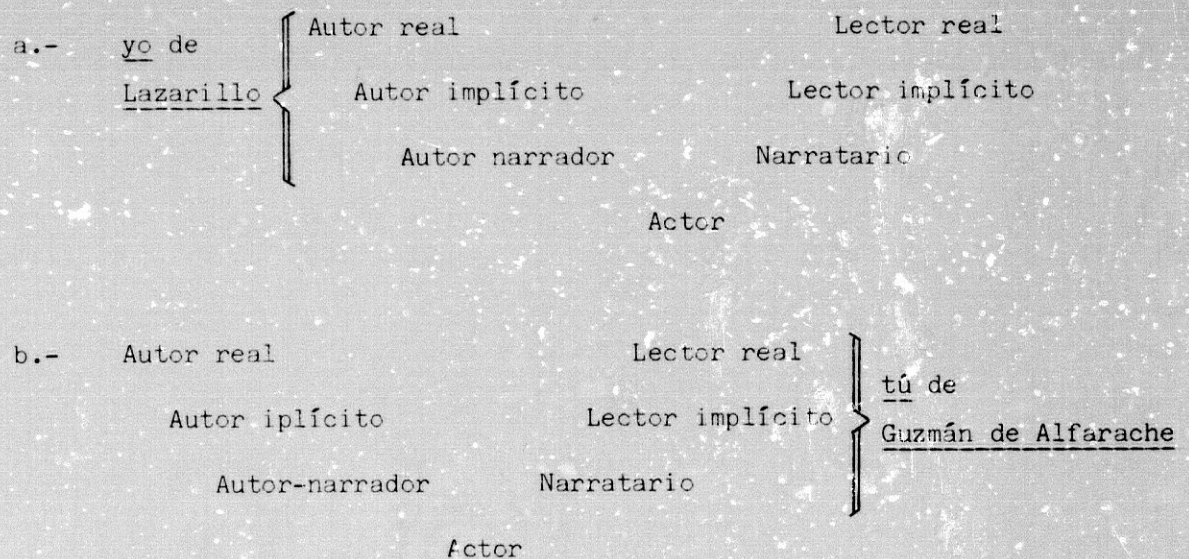 Autor real Lector real
a.- yo de
Lazarillo Autor implícito Lector implícito
Autor narrador Narratario
Actor
b.- Autor real Lector real
tú de
Autor iplícito Lector implícito
Guzmán de Alfarache
Autor-narrador Narratario
Actor